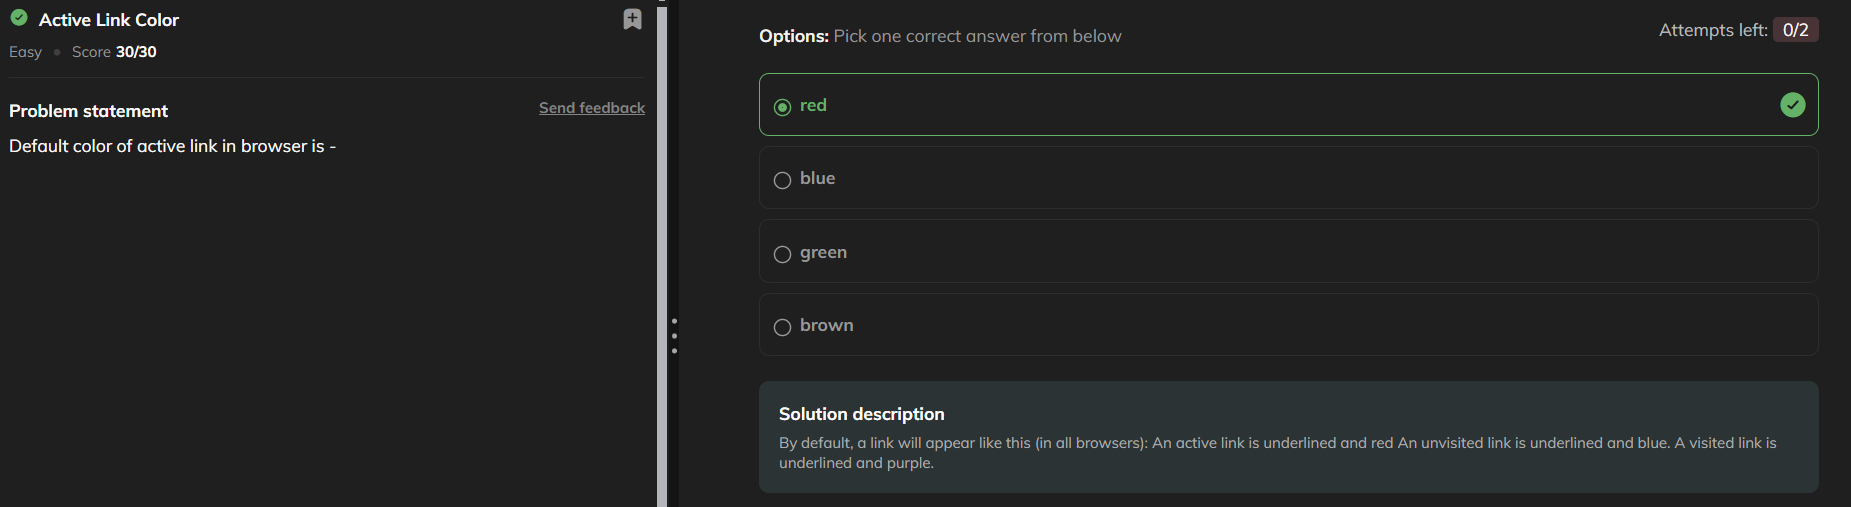 Active Link Color
Easy • Score 30/30
Problem statement
Send feedback
Default color of active link in browser is -
Options: Pick one correct answer from below
Attempts left: 0/2
red
blue
green
brown
Solution description
By default, a link will appear like this (in all browsers): An active link is underlined and red An unvisited link is underlined and blue. A visited link is
underlined and purple.